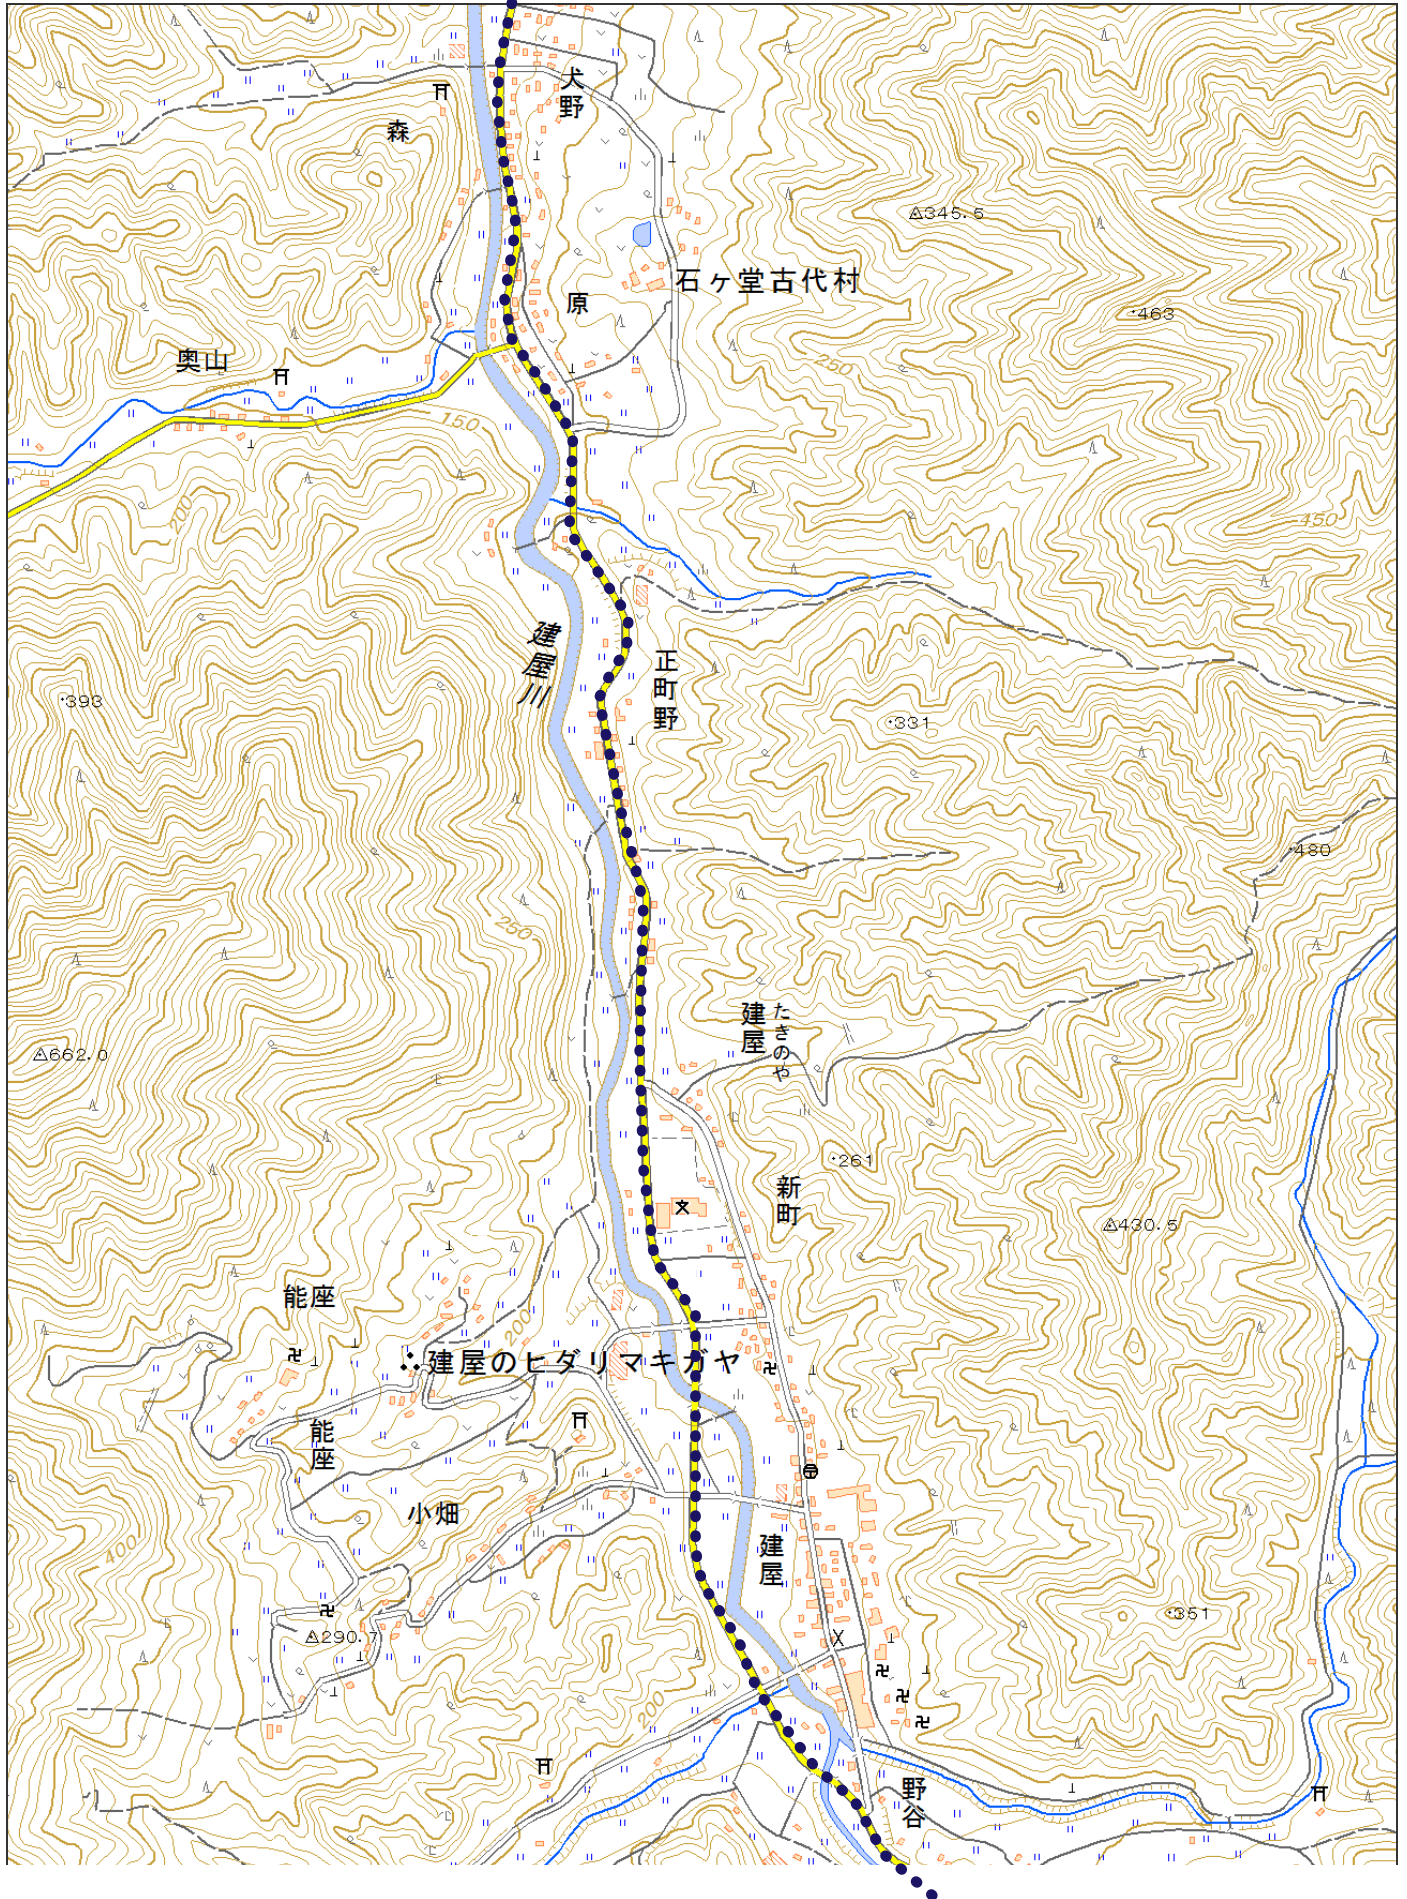 犬野
森
345.5
石ヶ堂古代村
原
463
250
奥山
150
200
450
建屋川
正町野
393
331
480
250
建屋
たきのや
662.0
261
新町
430.5
能座
200
建屋のヒダリマキガヤ
能座
小畑
建屋
400
351
290.7
200
野谷